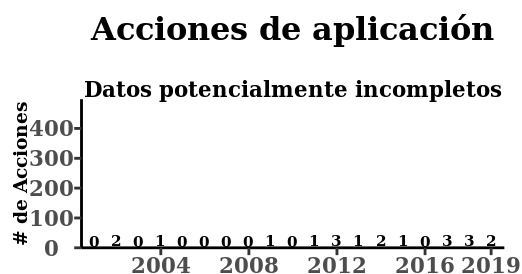 Acciones de aplicación
Datos potencialmente incompletos
# de Acciones
400
300
200
100
0
0 2 0 1 0 0 0 0 1 0 1 3 1 2 1 0 3 3 2
2004 2008 2012 2016 2019